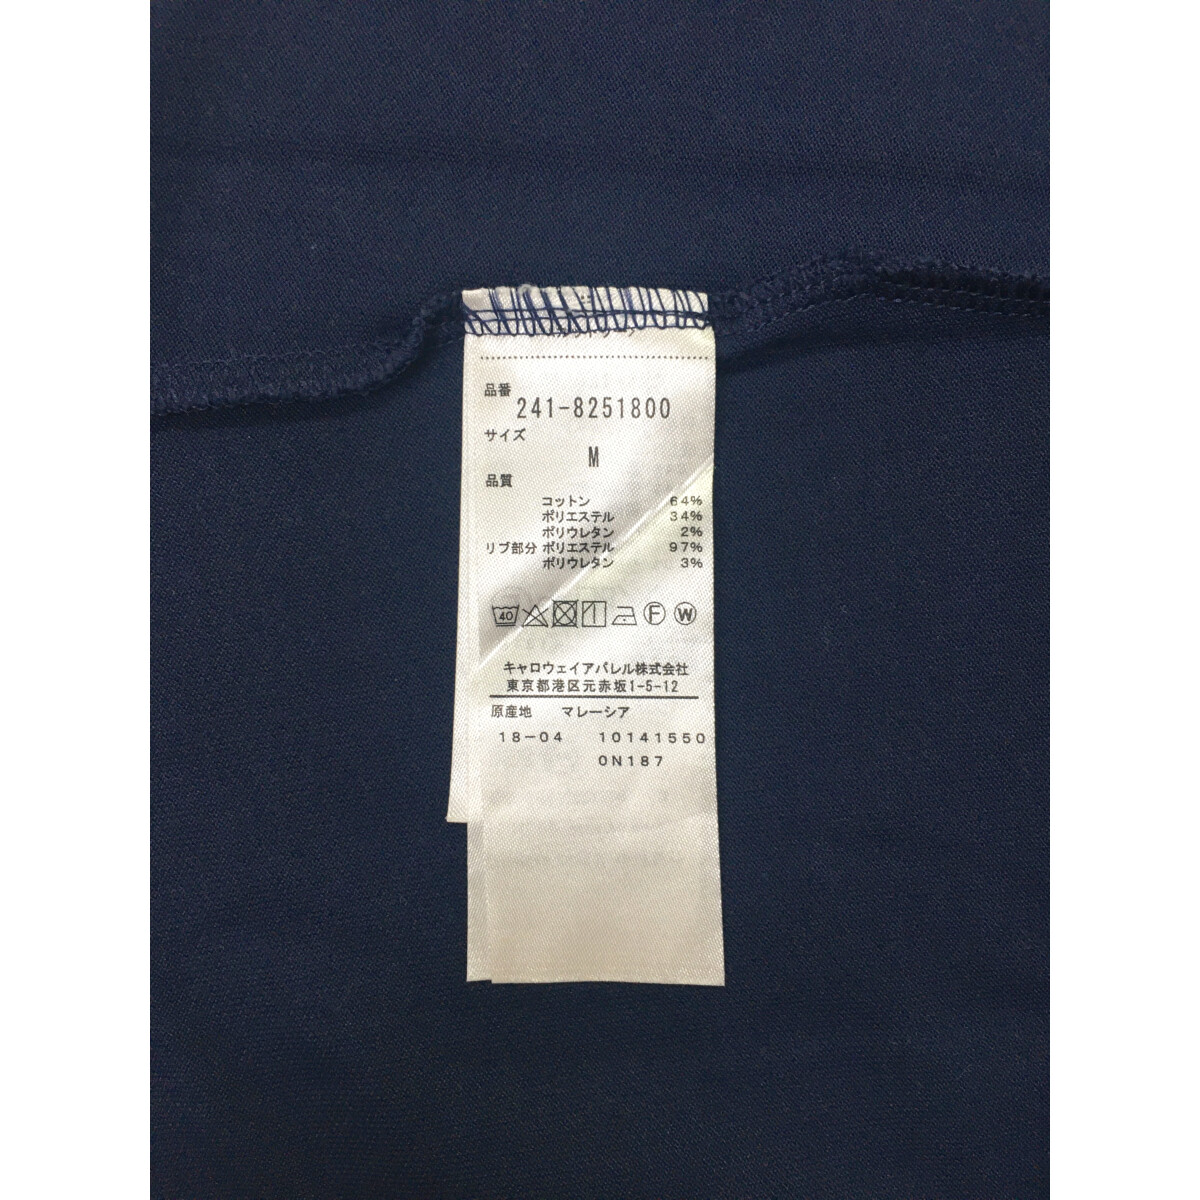 品番
241-8251800
サイズ
M
品質
コットン 64%
ポリエステル 34%
ポリウレタン 2%
リブ部分 ポリエステル 97%
ポリウレタン 3%
40 F W
キャロウェイアパレル株式会社
東京都港区元赤坂1-5-12
原産地 マレーシア
18-04 10141550
0N187